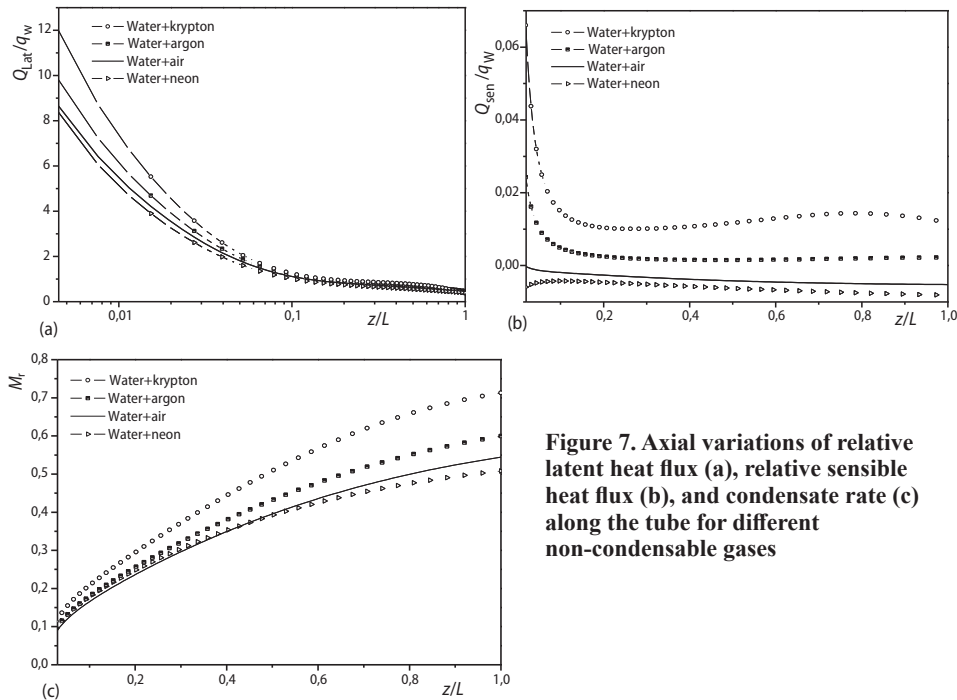 Q_Lat/q_w
12
10
8
6
4
2
0
Water+krypton
Water+argon
Water+air
Water+neon
0,01
0,1
1
z/L
(a)
Q_sen/q_W
0,06
0,04
0,02
0,00
Water+krypton
Water+argon
Water+air
Water+neon
0,2
0,4
0,6
0,8
1,0
z/L
(b)
M_r
0,8
0,7
0,6
0,5
0,4
0,3
0,2
0,1
0,0
Water+krypton
Water+argon
Water+air
Water+neon
0,2
0,4
0,6
0,8
1,0
z/L
(c)
Figure 7. Axial variations of relative
latent heat flux (a), relative sensible
heat flux (b), and condensate rate (c)
along the tube for different
non-condensable gases